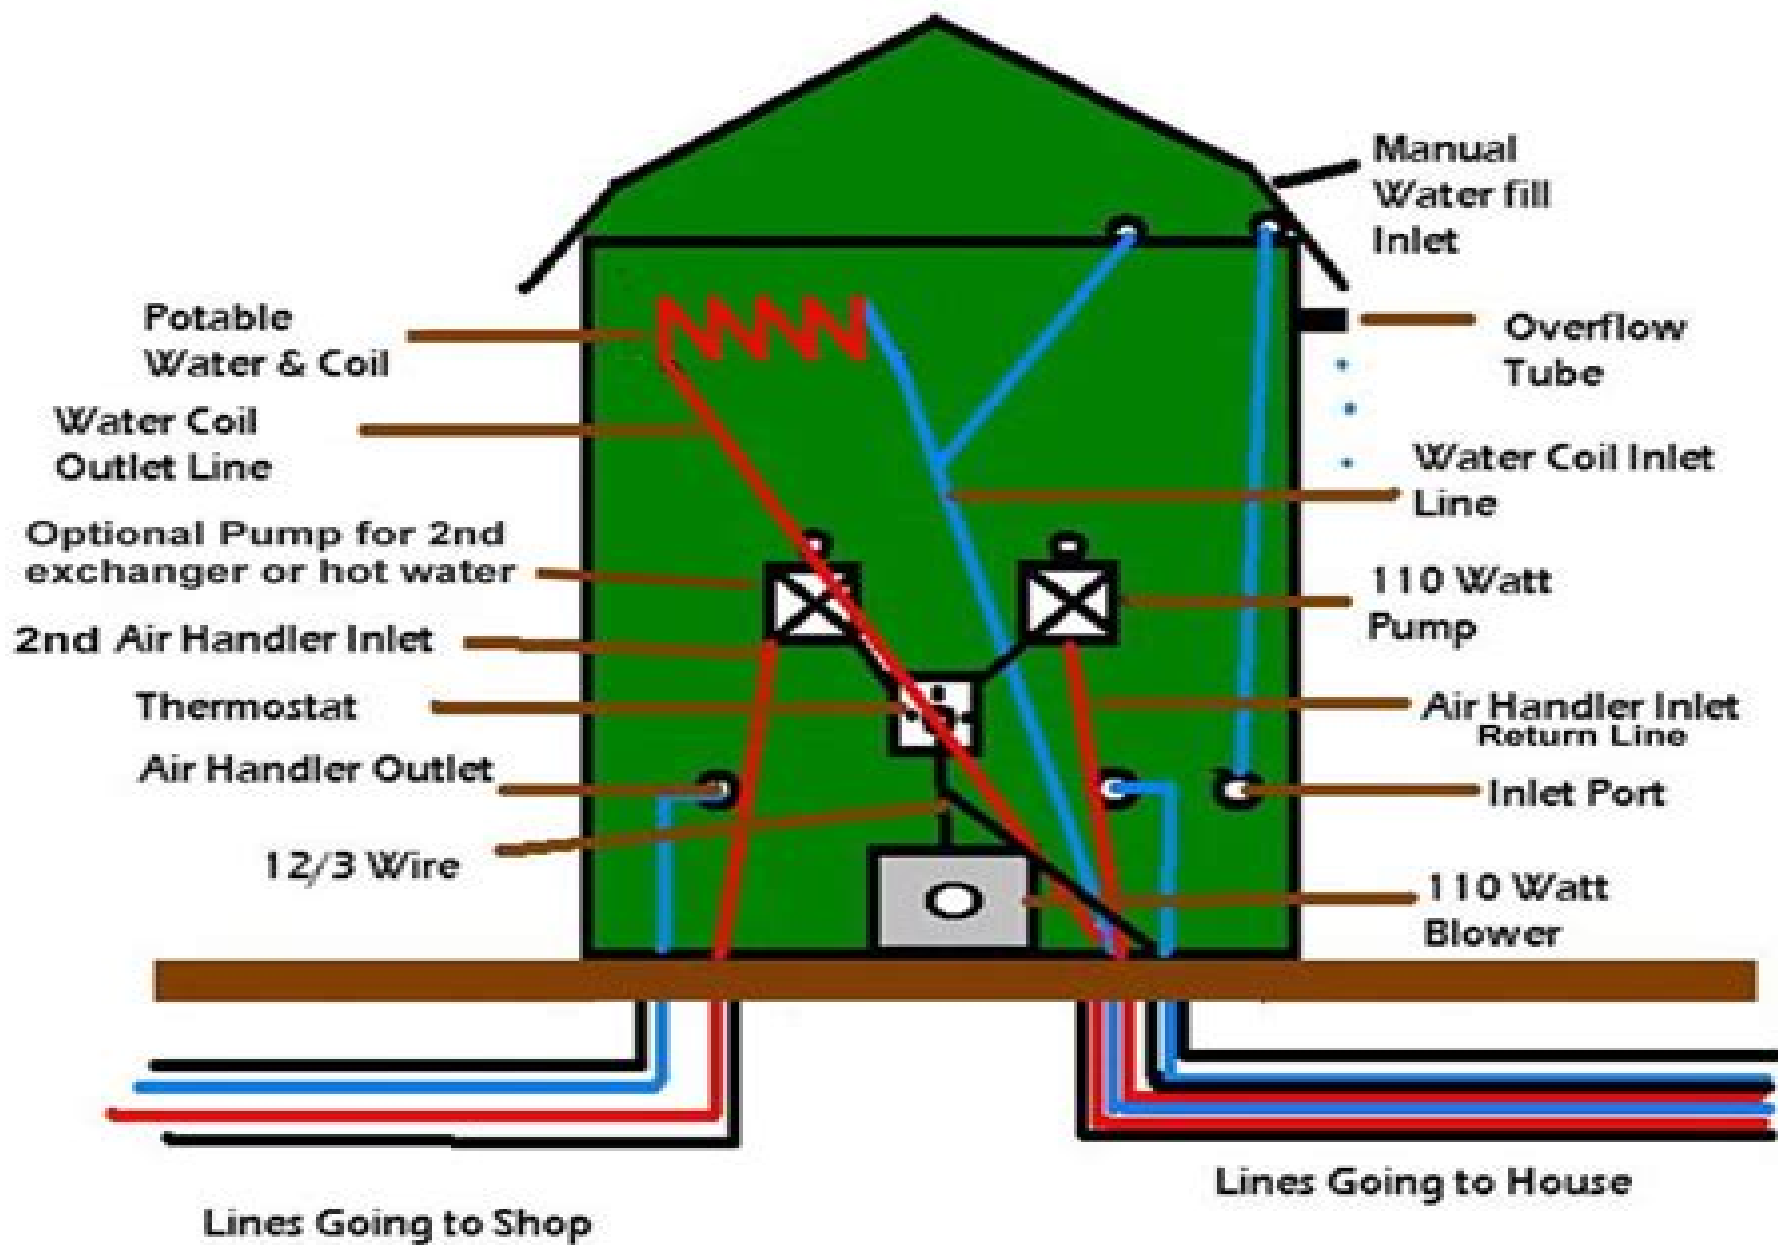 Manual
Water fill
Inlet
Potable
Water & Coil
Overflow
Tube
Water Coil
Outlet Line
Water Coil Inlet
Line
Optional Pump for 2nd
exchanger or hot water
110 Watt
Pump
2nd Air Handler Inlet
Thermostat
Air Handler Inlet
Return Line
Air Handler Outlet
Inlet Port
12/3 Wire
110 Watt
Blower
Lines Going to House
Lines Going to Shop